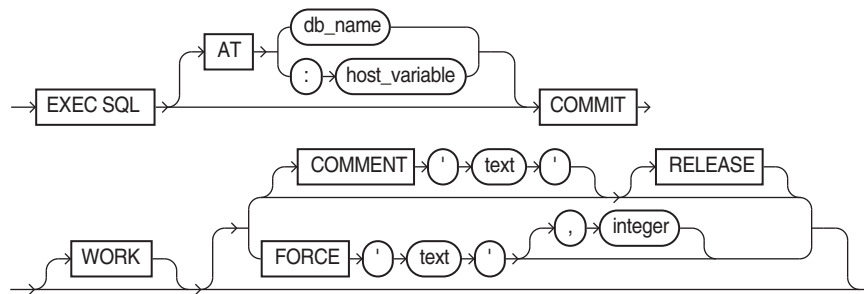 db_name
AT
: host_variable
EXEC SQL COMMIT
COMMENT ' text ' RELEASE
, integer
WORK FORCE ' text '